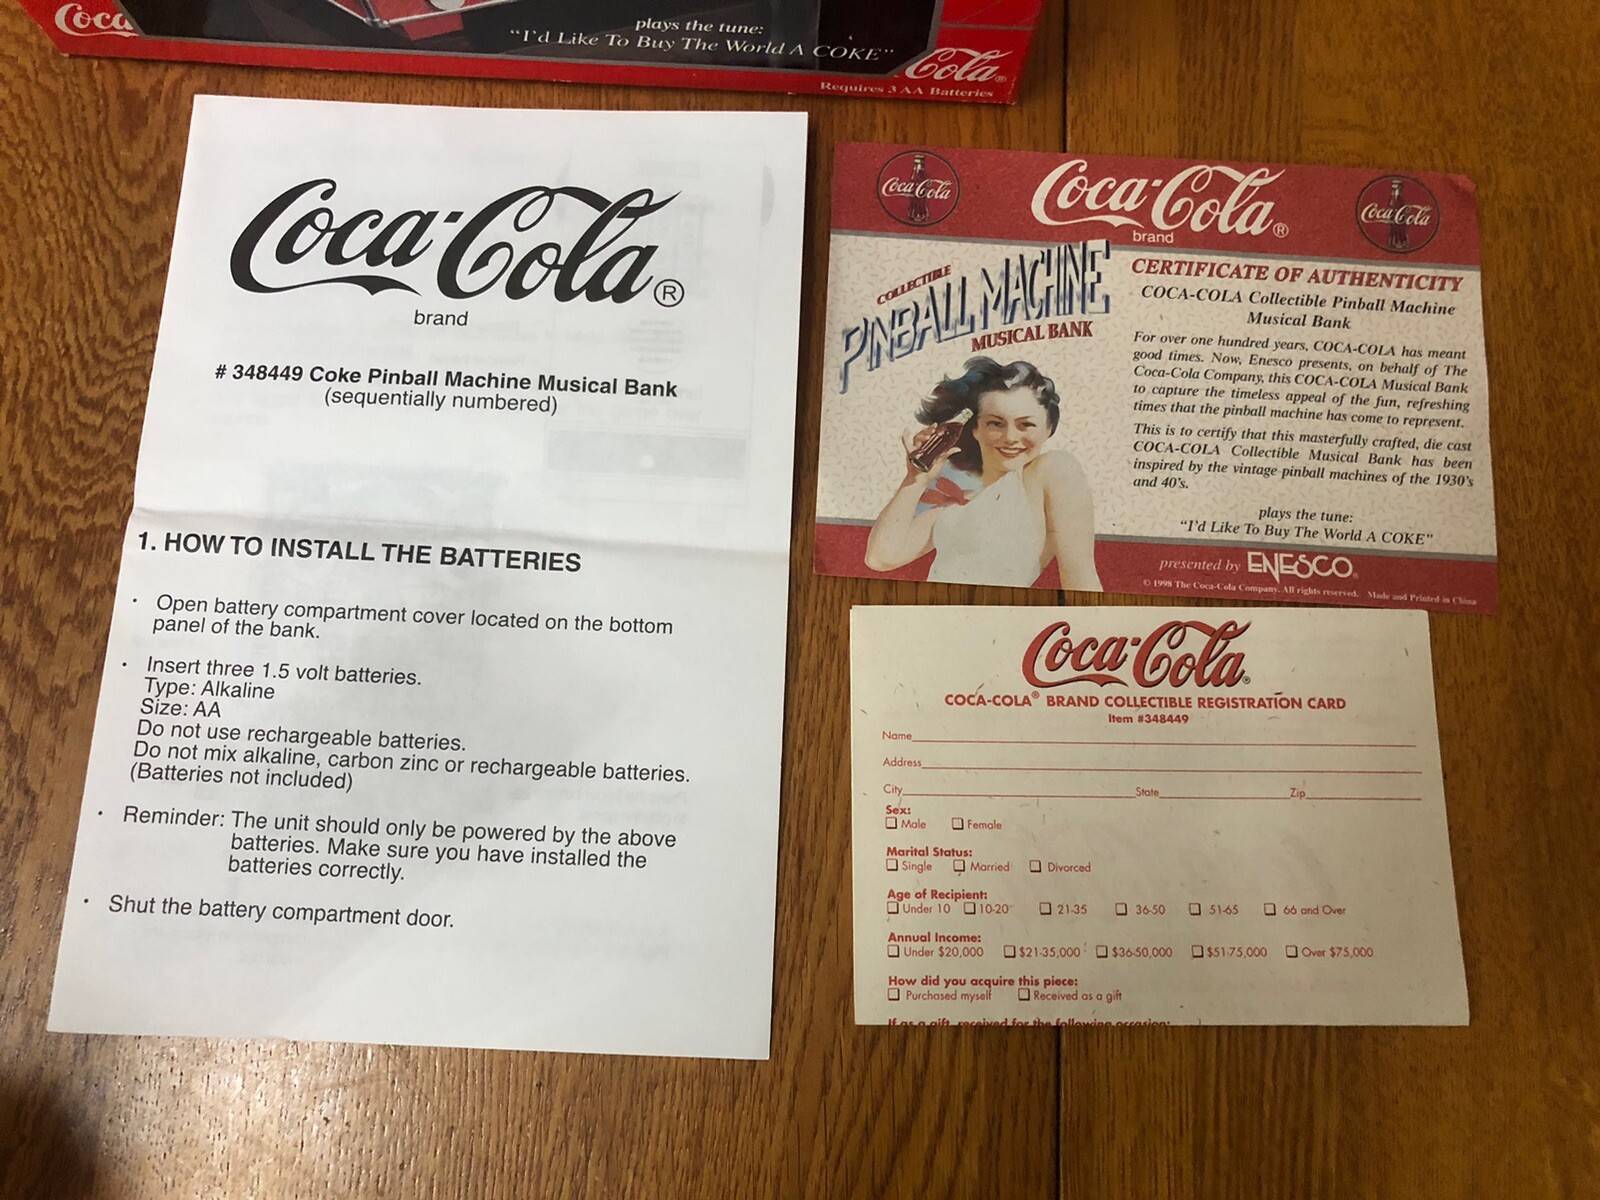 Coca
plays the tune:
"I'd Like To Buy The World A COKE"
Cola®
Requires 3 AA Batteries
Coca-Cola®
brand
# 348449 Coke Pinball Machine Musical Bank
(sequentially numbered)
1. HOW TO INSTALL THE BATTERIES
· Open battery compartment cover located on the bottom
panel of the bank.
· Insert three 1.5 volt batteries.
Type: Alkaline
Size: AA
Do not use rechargeable batteries.
Do not mix alkaline, carbon zinc or rechargeable batteries.
(Batteries not included)
· Reminder: The unit should only be powered by the above
batteries. Make sure you have installed the
batteries correctly.
· Shut the battery compartment door.
Coca-Cola
Coca-Cola®
brand
Coca-Cola
COLLECTIBLE
PINBALL MACHINE
MUSICAL BANK
CERTIFICATE OF AUTHENTICITY
COCA-COLA Collectible Pinball Machine
Musical Bank
For over one hundred years, COCA-COLA has meant
good times. Now, Enesco presents, on behalf of The
Coca-Cola Company, this COCA-COLA Musical Bank
to capture the timeless appeal of the fun, refreshing
times that the pinball machine has come to represent.
This is to certify that this masterfully crafted, die cast
COCA-COLA Collectible Musical Bank has been
inspired by the vintage pinball machines of the 1930's
and 40's.
plays the tune:
"I'd Like To Buy The World A COKE"
presented by ENESCO®
© 1998 The Coca-Cola Company. All rights reserved. Made and Printed in China
Coca-Cola®
COCA-COLA® BRAND COLLECTIBLE REGISTRATION CARD
Item #348449
Name
Address
City State Zip
Sex:
Male Female
Marital Status:
Single Married Divorced
Age of Recipient:
Under 10 10-20 21-35 36-50 51-65 66 and Over
Annual Income:
Under $20,000 $21-35,000 $36-50,000 $51-75,000 Over $75,000
How did you acquire this piece:
Purchased myself Received as a gift
If as a gift, received for the following occasion: